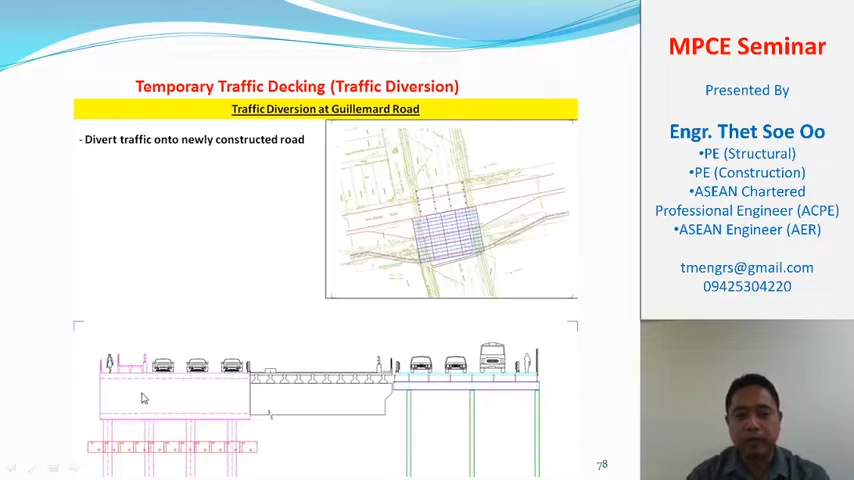 Temporary Traffic Decking (Traffic Diversion)
Traffic Diversion at Guillemard Road
- Divert traffic onto newly constructed road
78
MPCE Seminar
Presented By
Engr. Thet Soe Oo
•PE (Structural)
•PE (Construction)
•ASEAN Chartered
Professional Engineer (ACPE)
•ASEAN Engineer (AER)
tmengrs@gmail.com
09425304220